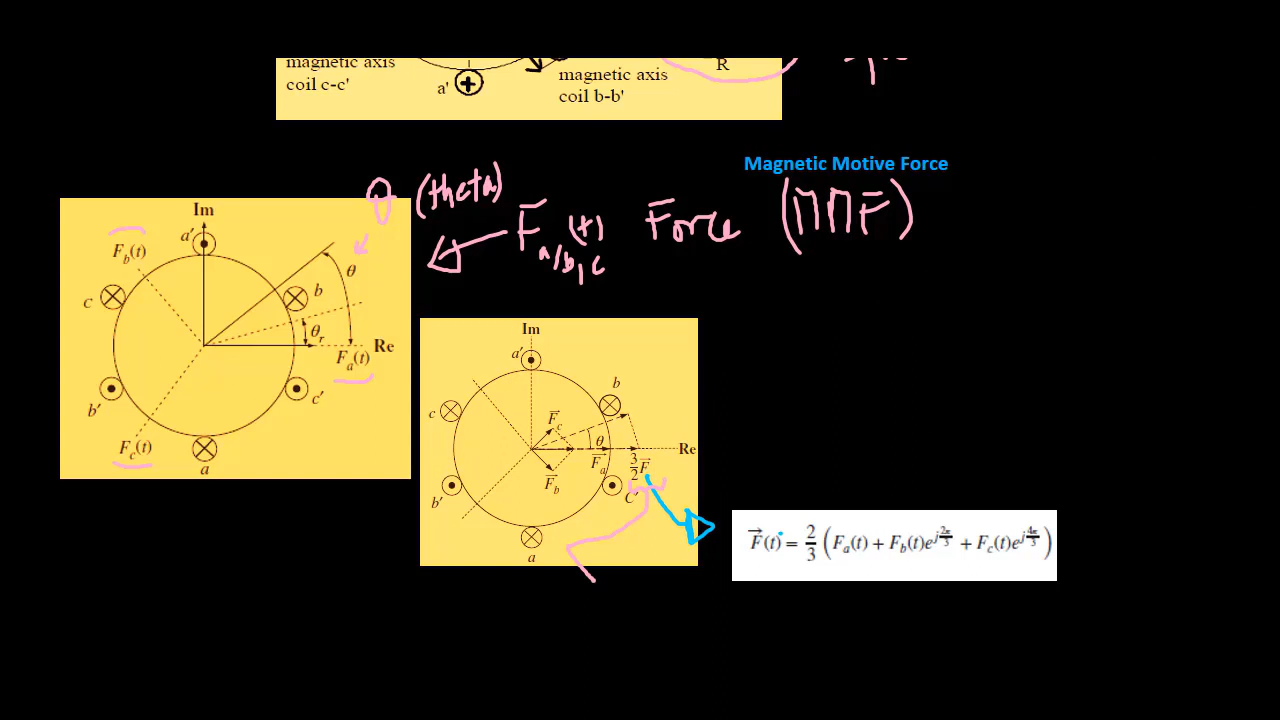 magnetic axis
coil c-c'
a'
magnetic axis
coil b-b'
R
Magnetic Motive Force
θ (theta)
F a/b,c (t) Force (MMF)
Im
a'
F_b(t)
θ
c
b
θ_r
Re
F_a(t)
b'
c'
F_c(t)
a
Im
a'
b
c
F_c
θ
Re
F_a
3/2 F
F_b
b'
C'
a
F(t) = 2/3 (F_a(t) + F_b(t)e^{j2π/3} + F_c(t)e^{j4π/3})